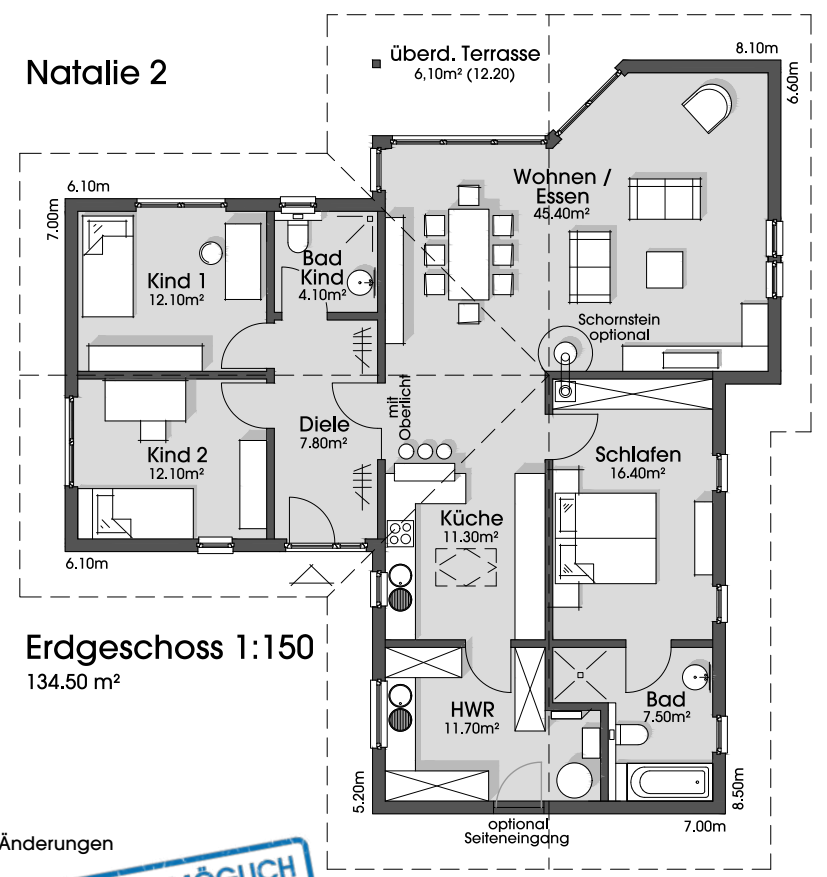 Natalie 2
überd. Terrasse
6,10m² (12.20)
8.10m
6.60m
6.10m
7.00m
Wohnen /
Essen
45.40m²
Kind 1
12.10m²
Bad
Kind
4.10m²
Schornstein
optional
mit
Oberlicht
Diele
7.80m²
Kind 2
12.10m²
Schlafen
16.40m²
Küche
11.30m²
6.10m
Erdgeschoss 1:150
134.50 m²
HWR
11.70m²
Bad
7.50m²
5.20m
8.50m
optional
Seiteneingang
7.00m
Änderungen